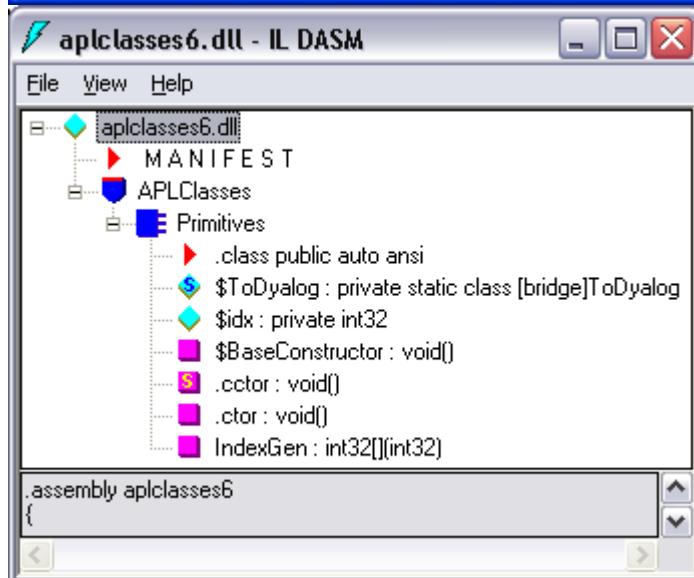 aplclasses6.dll - IL DASM
File View Help
aplclasses6.dll
M A N I F E S T
APLClasses
Primitives
.class public auto ansi
$ToDyalog : private static class [bridge]ToDyalog
$idx : private int32
$BaseConstructor : void()
.cctor : void()
.ctor : void()
IndexGen : int32[](int32)
.assembly aplclasses6
{